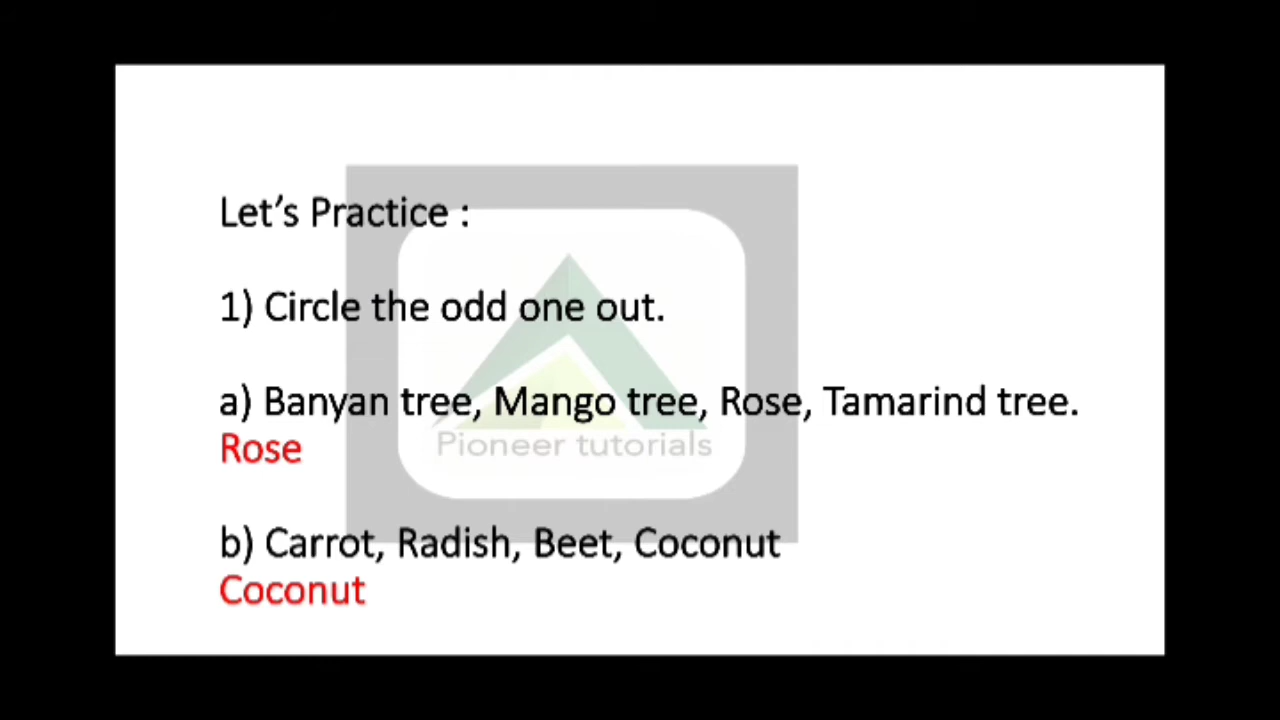 Let's Practice :
1) Circle the odd one out.
a) Banyan tree, Mango tree, Rose, Tamarind tree.
Rose
Pioneer tutorials
b) Carrot, Radish, Beet, Coconut
Coconut